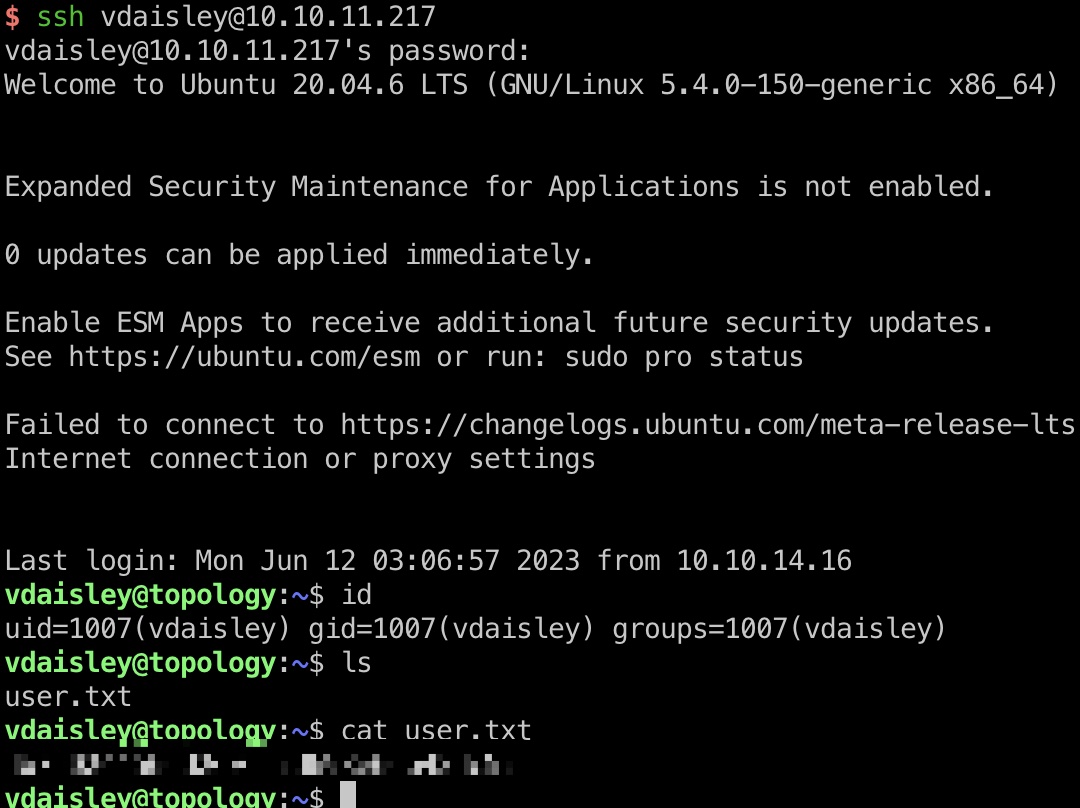 $ ssh vdaisley@10.10.11.217
vdaisley@10.10.11.217's password:
Welcome to Ubuntu 20.04.6 LTS (GNU/Linux 5.4.0-150-generic x86_64)
Expanded Security Maintenance for Applications is not enabled.
0 updates can be applied immediately.
Enable ESM Apps to receive additional future security updates.
See https://ubuntu.com/esm or run: sudo pro status
Failed to connect to https://changelogs.ubuntu.com/meta-release-lts
Internet connection or proxy settings
Last login: Mon Jun 12 03:06:57 2023 from 10.10.14.16
vdaisley@topology:~$ id
uid=1007(vdaisley) gid=1007(vdaisley) groups=1007(vdaisley)
vdaisley@topology:~$ ls
user.txt
vdaisley@topology:~$ cat user.txt
vdaisley@topology:~$